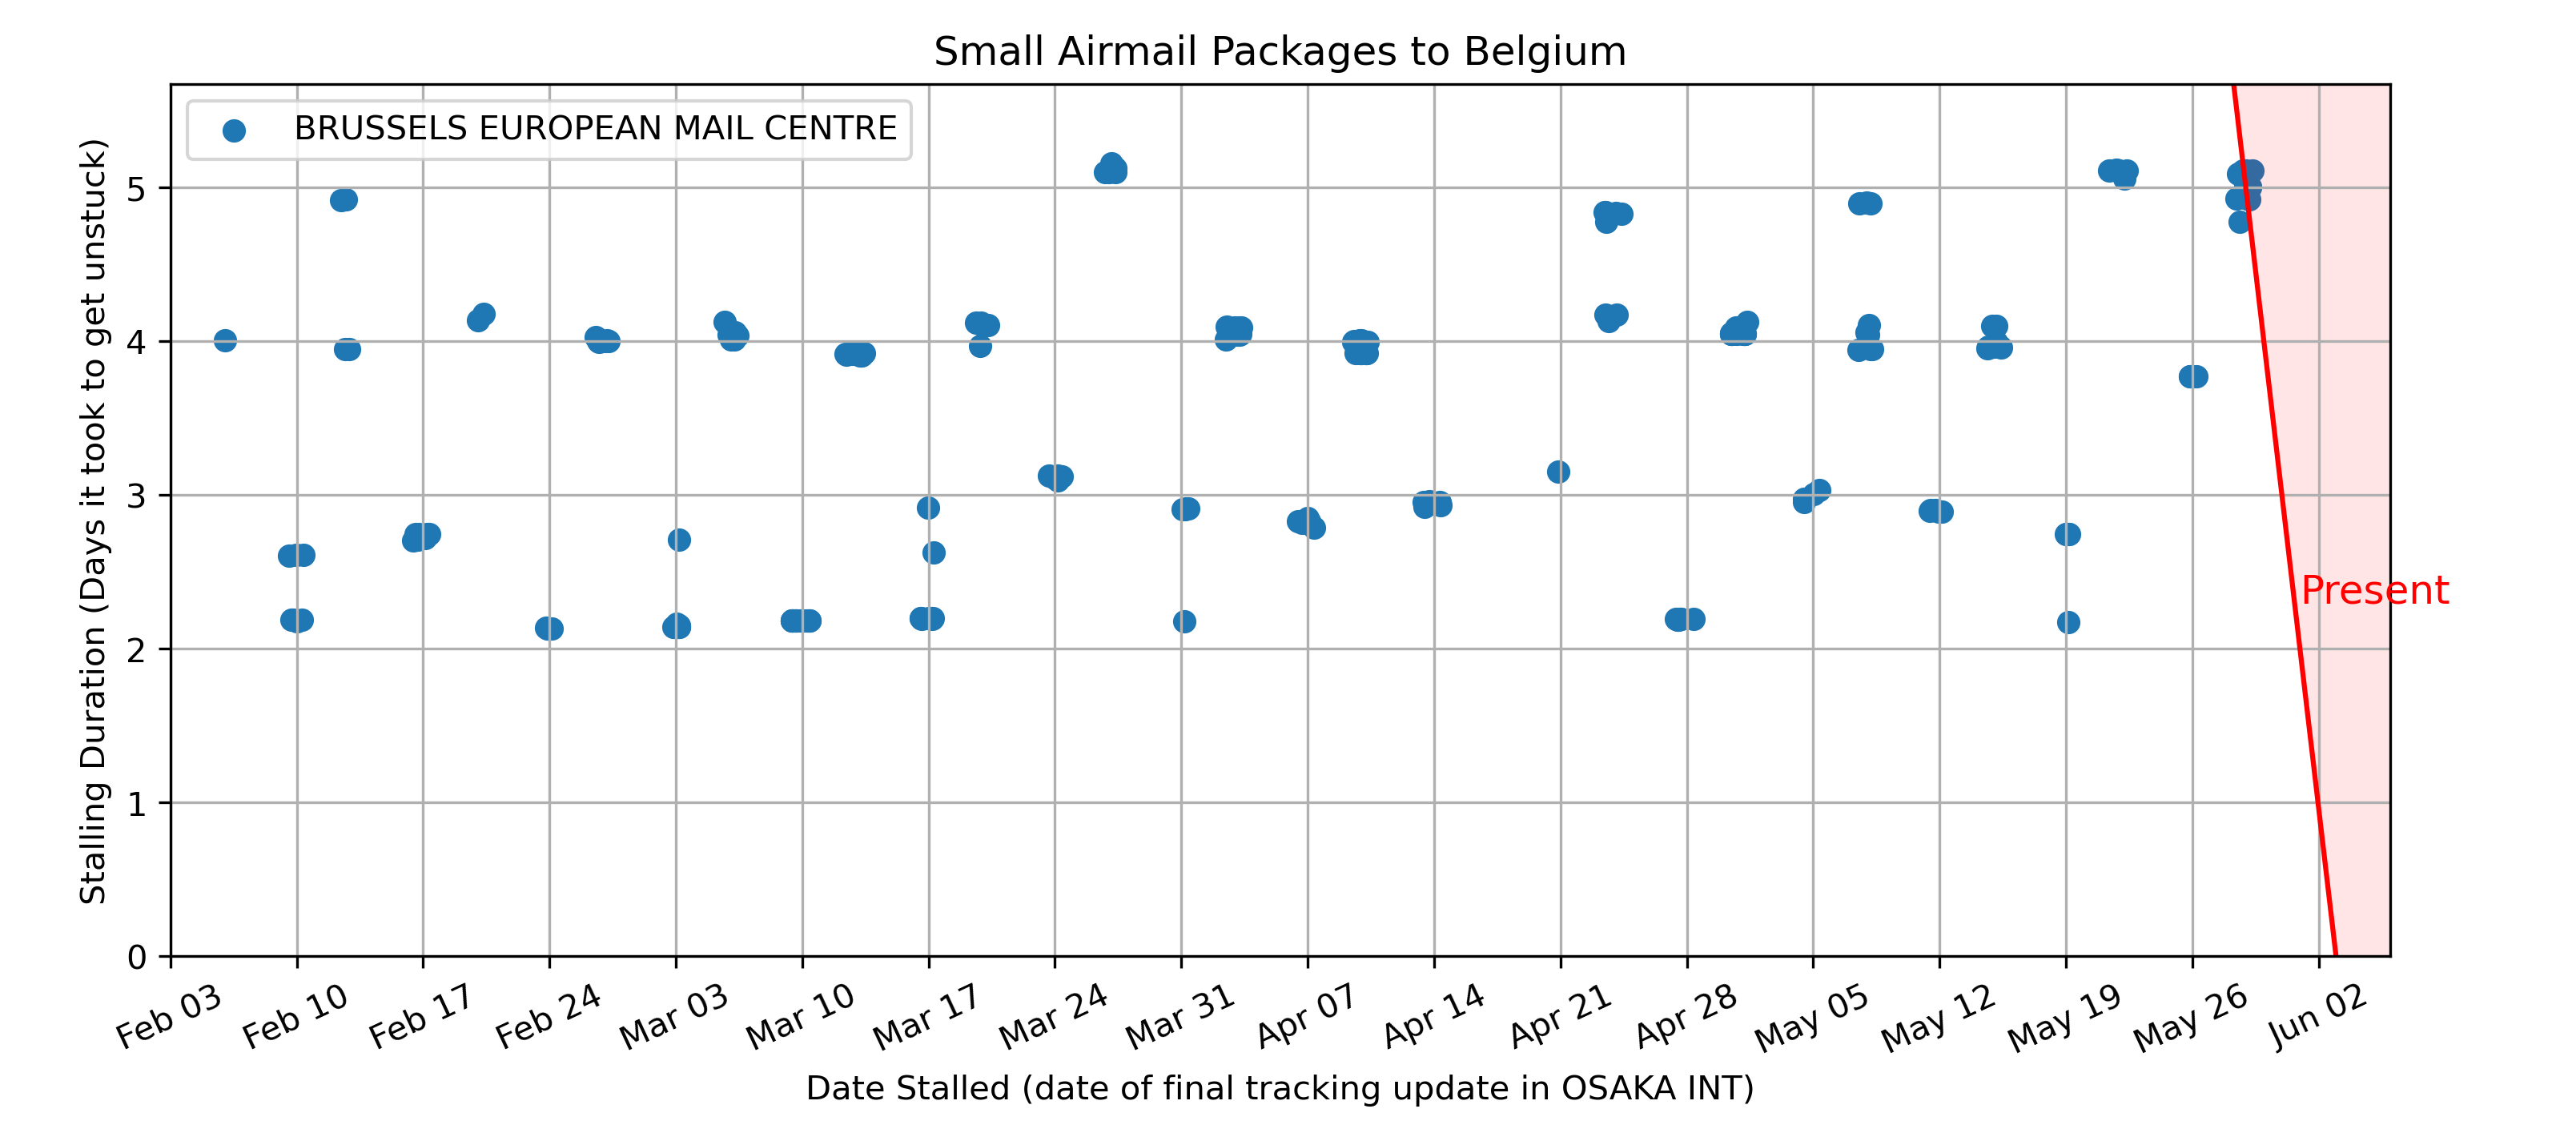 Small Airmail Packages to Belgium
BRUSSELS EUROPEAN MAIL CENTRE
Stalling Duration (Days it took to get unstuck)
5
4
3
2
1
0
Present
Feb 03
Feb 10
Feb 17
Feb 24
Mar 03
Mar 10
Mar 17
Mar 24
Mar 31
Apr 07
Apr 14
Apr 21
Apr 28
May 05
May 12
May 19
May 26
Jun 02
Date Stalled (date of final tracking update in OSAKA INT)